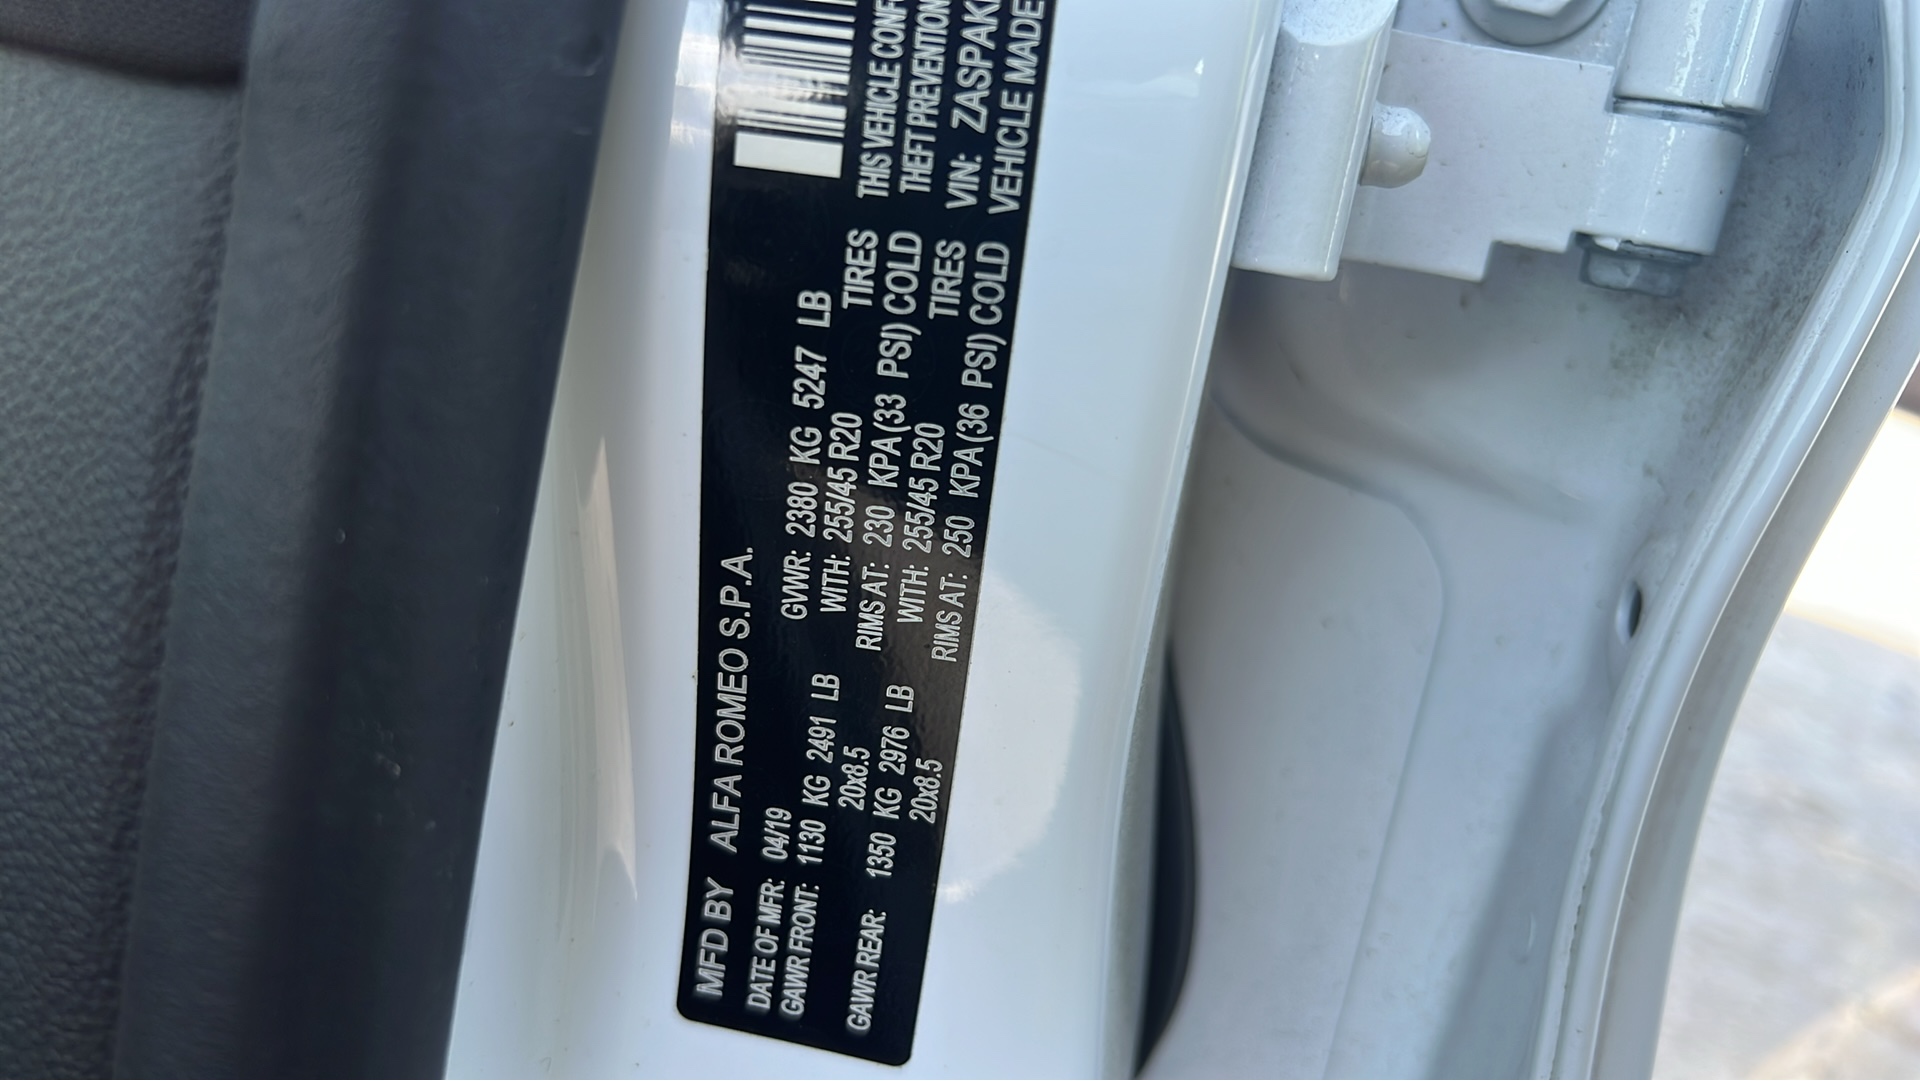 MFD BY ALFA ROMEO S.P.A.
DATE OF MFR: 04/19 GVWR: 2380 KG 5247 LB
GAWR FRONT: 1130 KG 2491 LB WITH: 255/45 R20 TIRES
20x8.5 RIMS AT: 230 KPA(33 PSI) COLD
GAWR REAR: 1350 KG 2976 LB WITH: 255/45 R20 TIRES
20x8.5 RIMS AT: 250 KPA(36 PSI) COLD
THIS VEHICLE
THEFT PREVENTION
VIN:
VEHICLE MADE